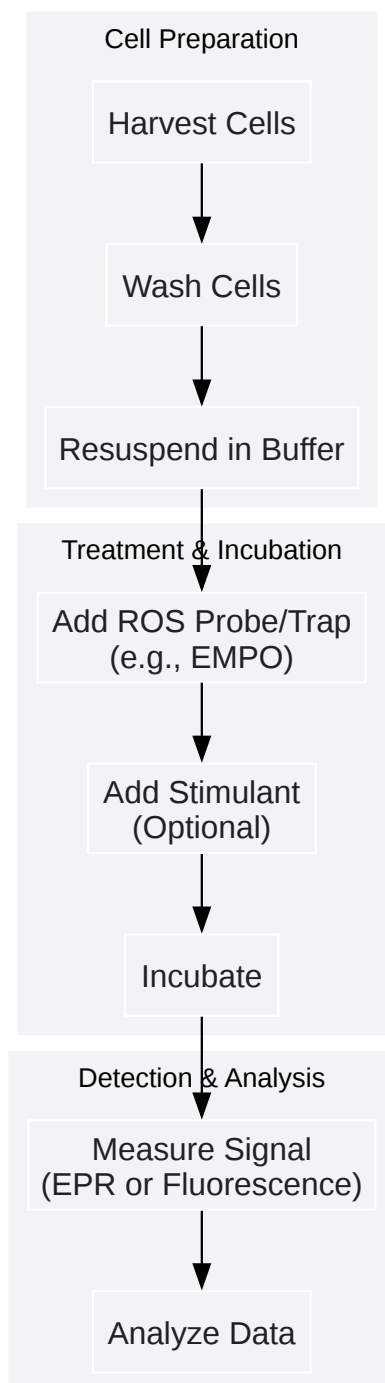 Cell Preparation
Harvest Cells
Wash Cells
Resuspend in Buffer
Treatment & Incubation
Add ROS Probe/Trap
(e.g., EMPO)
Add Stimulant
(Optional)
Incubate
Detection & Analysis
Measure Signal
(EPR or Fluorescence)
Analyze Data